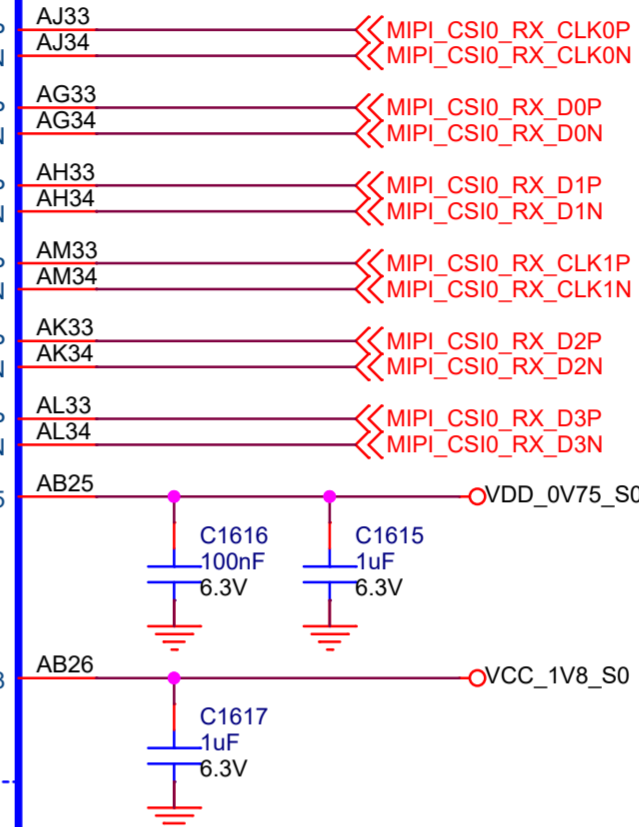 AJ33 MIPI_CSI0_RX_CLK0P
AJ34 MIPI_CSI0_RX_CLK0N
AG33 MIPI_CSI0_RX_D0P
AG34 MIPI_CSI0_RX_D0N
AH33 MIPI_CSI0_RX_D1P
AH34 MIPI_CSI0_RX_D1N
AM33 MIPI_CSI0_RX_CLK1P
AM34 MIPI_CSI0_RX_CLK1N
AK33 MIPI_CSI0_RX_D2P
AK34 MIPI_CSI0_RX_D2N
AL33 MIPI_CSI0_RX_D3P
AL34 MIPI_CSI0_RX_D3N
AB25 VDD_0V75_S0
C1616 C1615
100nF 1uF
6.3V 6.3V
AB26 VCC_1V8_S0
C1617
1uF
6.3V